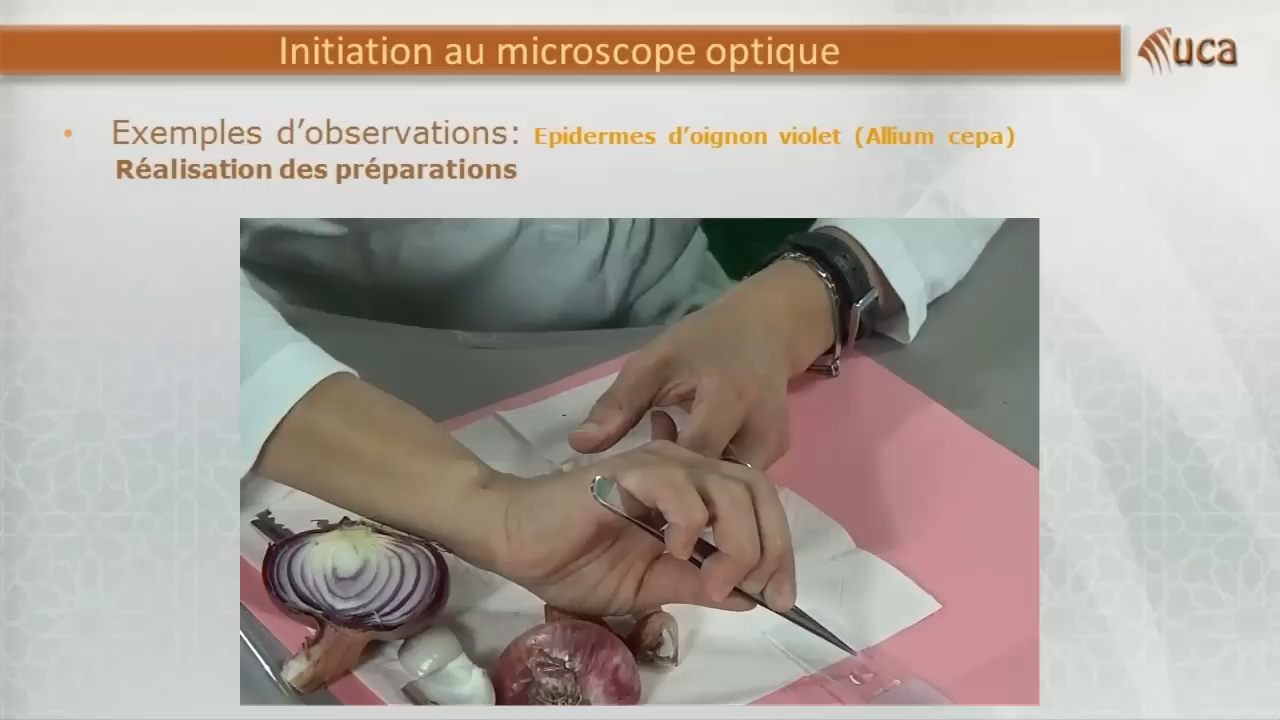 Initiation au microscope optique
uca
• Exemples d’observations: Epidermes d’oignon violet (Allium cepa)
Réalisation des préparations